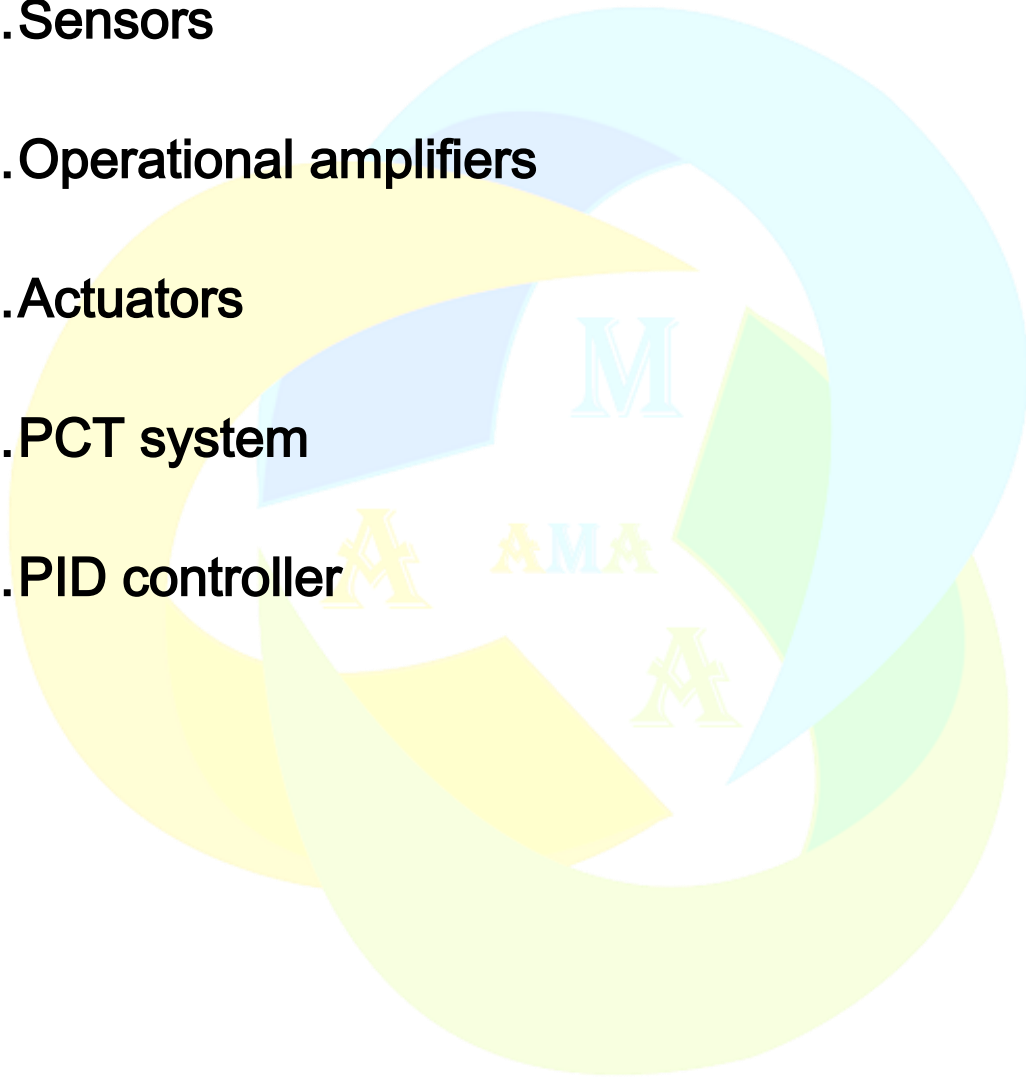 .Sensors
.Operational amplifiers
.Actuators
.PCT system
.PID controller
M
A
AMA
A